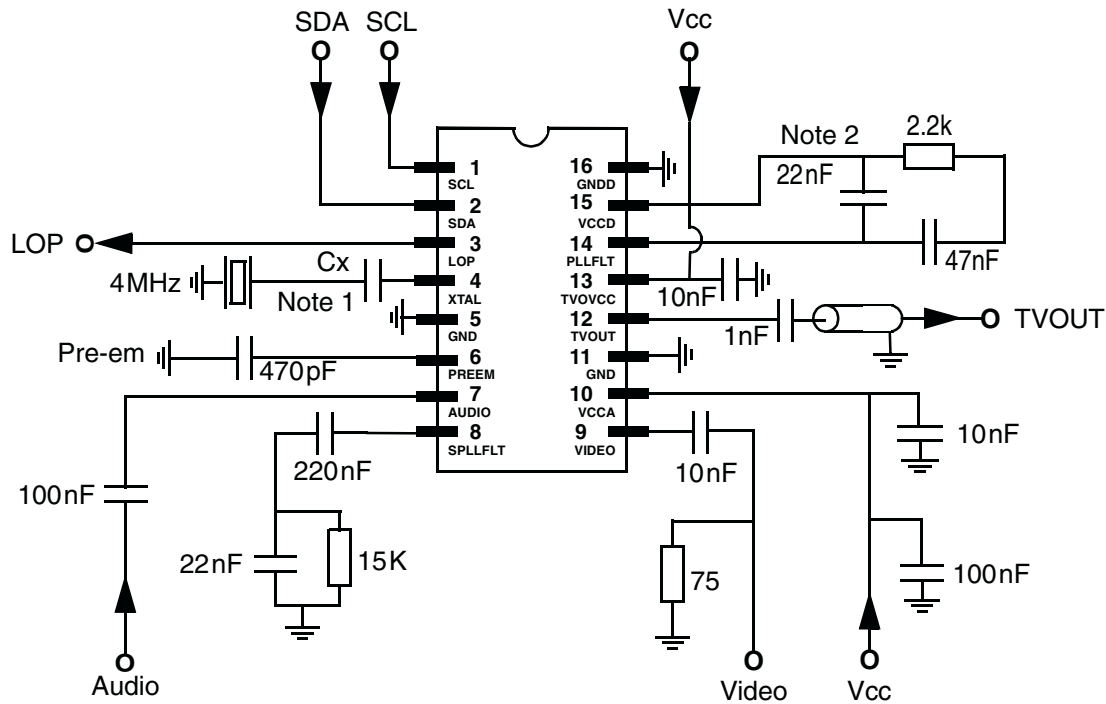 SDA SCL
Vcc
1 SCL
2 SDA
3 LOP
4 XTAL
5 GND
6 PREEM
7 AUDIO
8 SPLLFLT
16 GNDD
15 VCCD
14 PLLFLT
13 TVOVCC
12 TVOUT
11 GND
10 VCCA
9 VIDEO
LOP
4MHz
Cx
Note 1
Pre-em
470pF
220nF
100nF
22nF
15K
Audio
Note 2
2.2k
22nF
47nF
10nF
1nF
TVOUT
10nF
10nF
75
100nF
Video
Vcc